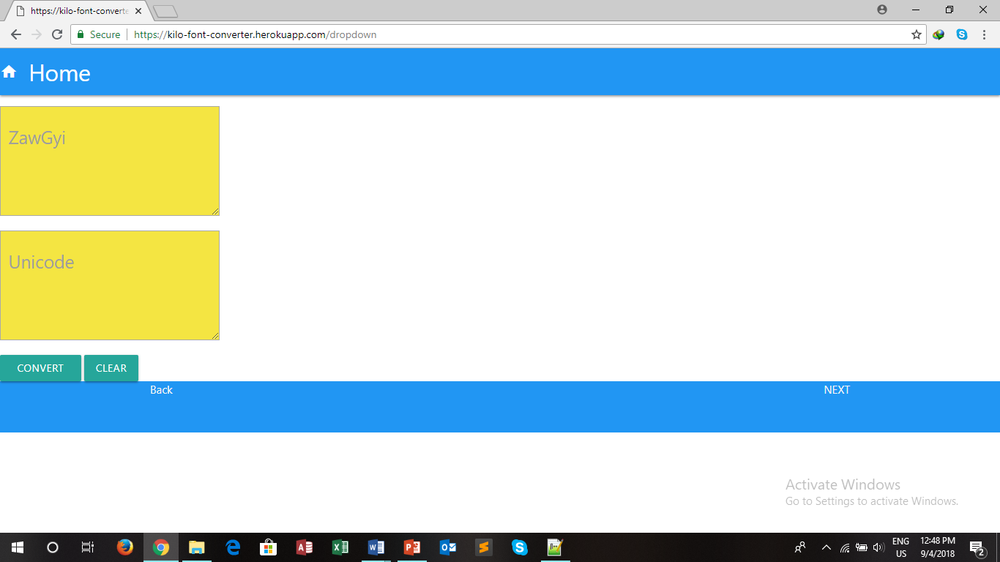 https://kilo-font-converte
Secure
https://kilo-font-converter.herokuapp.com/dropdown
Home
ZawGyi
Unicode
CONVERT CLEAR
Back NEXT
Activate Windows
Go to Settings to activate Windows.
ENG 12:48 PM
US 9/4/2018
2